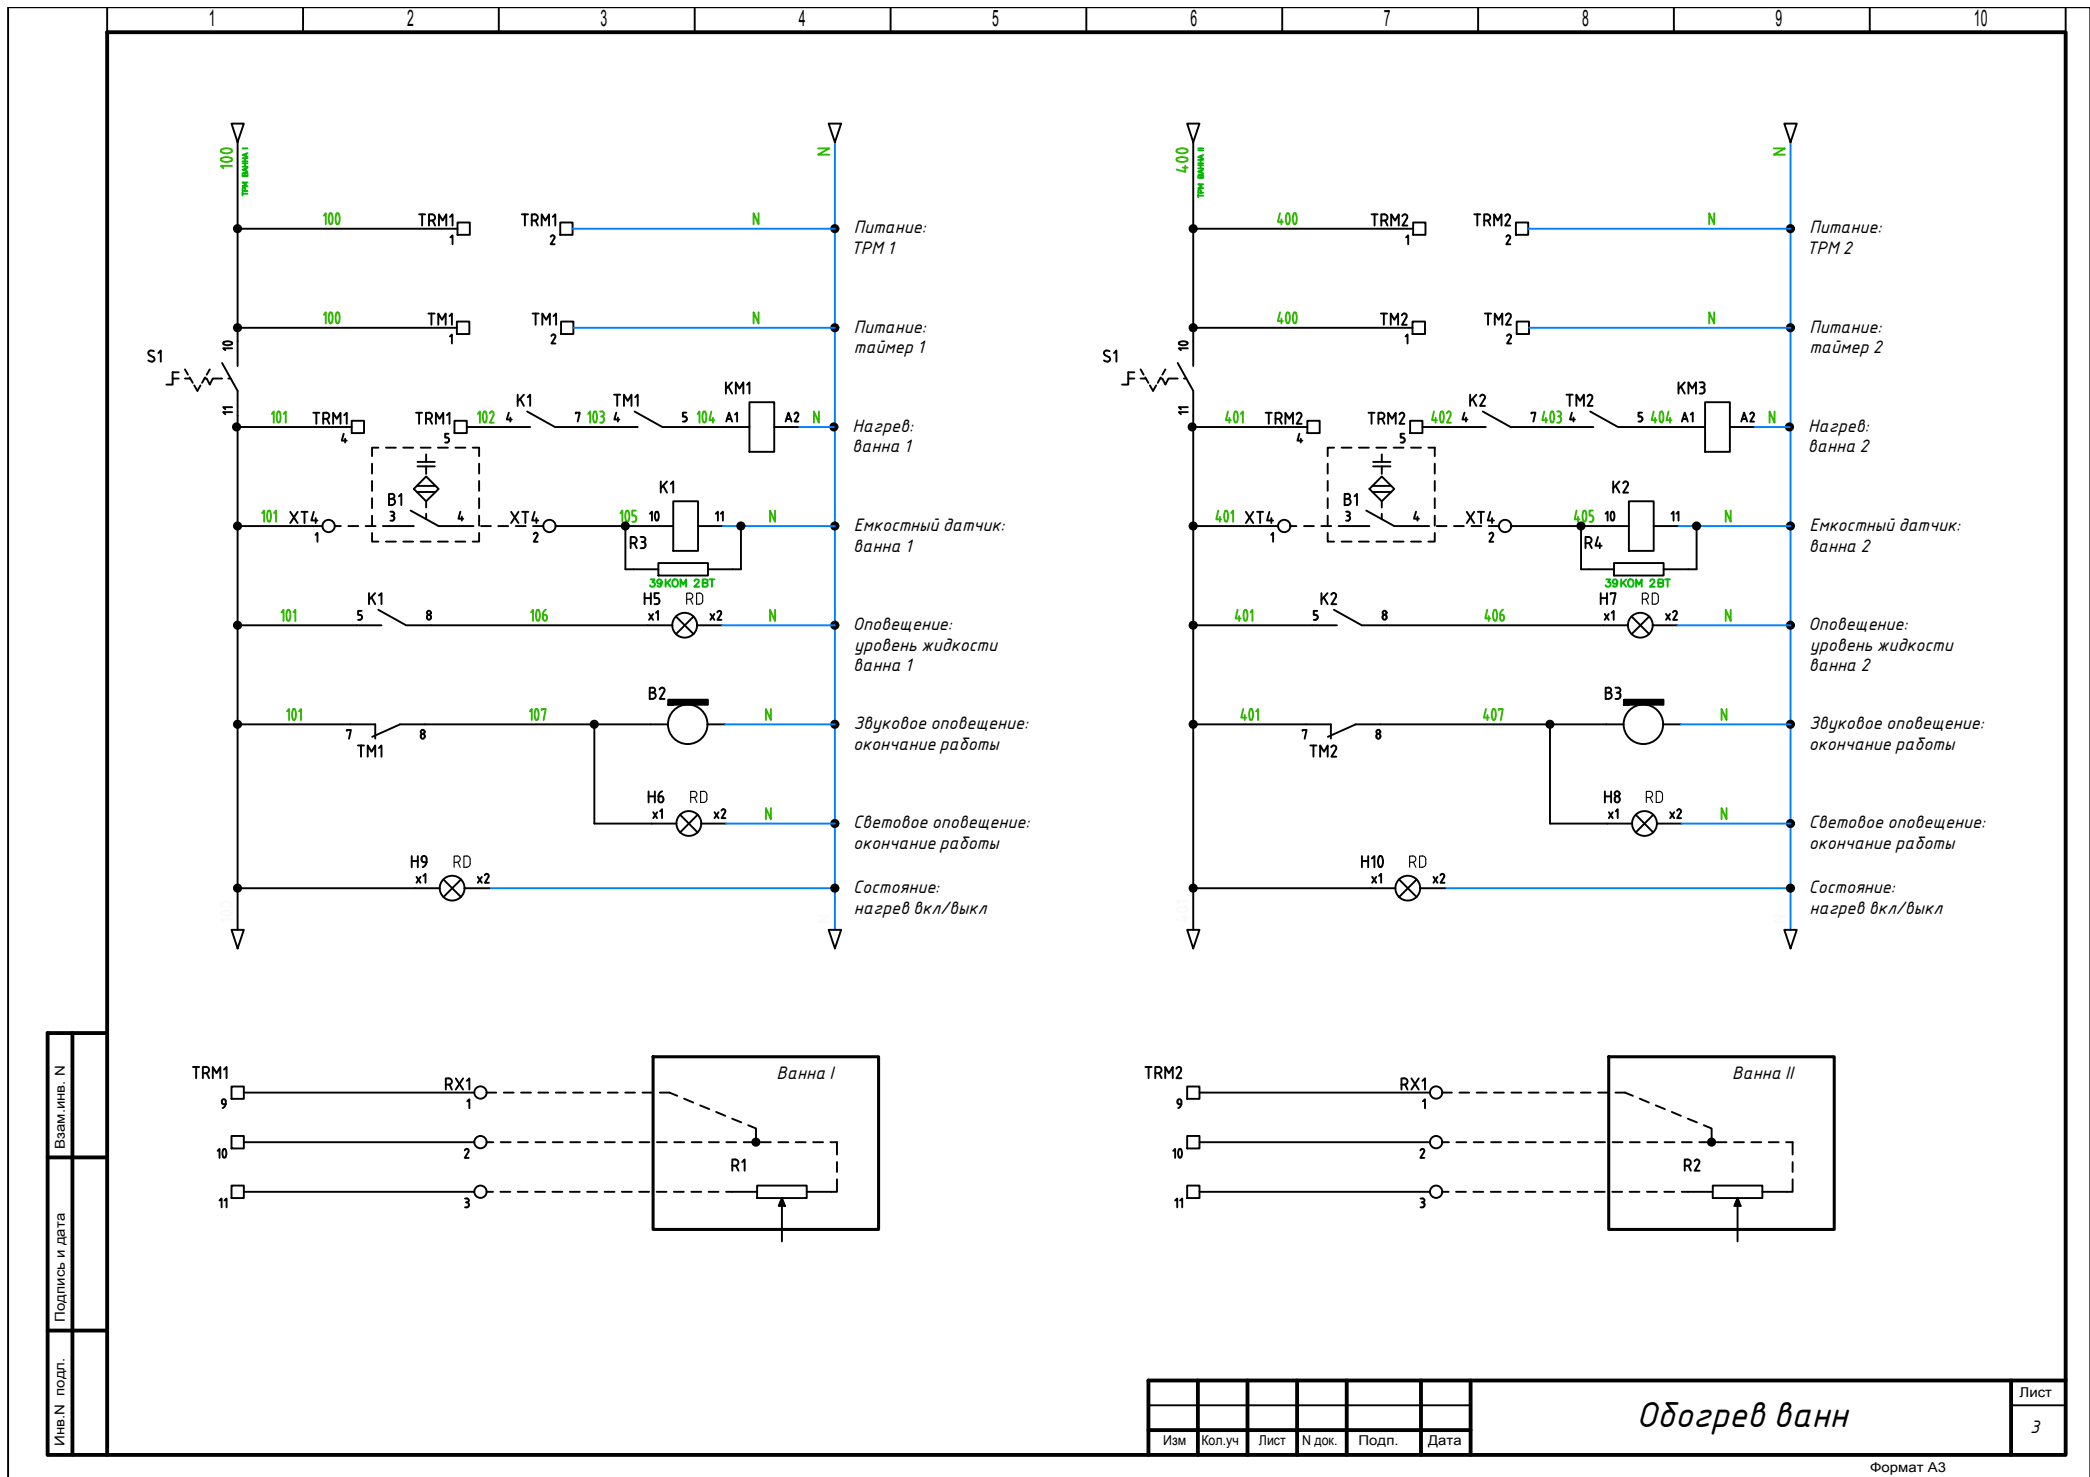 1 2 3 4 5 6 7 8 9 10
100
ТРМ ВАННА I
N
100 TRM1 1 TRM1 2 N
Питание:
ТРМ 1
100 TM1 1 TM1 2 N
Питание:
таймер 1
S1 10 11
101 TRM1 4 TRM1 5 102 4 K1 7 103 4 TM1 5 104 A1 KM1 A2 N
Нагрев:
ванна 1
101 XT4 1 3 B1 4 XT4 2 105 10 K1 11 N
R3
39КОМ 2ВТ
Емкостный датчик:
ванна 1
101 5 K1 8 106 H5 RD x1 x2 N
Оповещение:
уровень жидкости
ванна 1
101 7 TM1 8 107 B2 N
Звуковое оповещение:
окончание работы
H6 RD x1 x2 N
Световое оповещение:
окончание работы
H9 RD x1 x2
Состояние:
нагрев вкл/выкл
400
ТРМ ВАННА II
N
400 TRM2 1 TRM2 2 N
Питание:
ТРМ 2
400 TM2 1 TM2 2 N
Питание:
таймер 2
S1 10 11
401 TRM2 4 TRM2 5 402 4 K2 7 403 4 TM2 5 404 A1 KM3 A2 N
Нагрев:
ванна 2
401 XT4 1 3 B1 4 XT4 2 405 10 K2 11 N
R4
39КОМ 2ВТ
Емкостный датчик:
ванна 2
401 5 K2 8 406 H7 RD x1 x2 N
Оповещение:
уровень жидкости
ванна 2
401 7 TM2 8 407 B3 N
Звуковое оповещение:
окончание работы
H8 RD x1 x2 N
Световое оповещение:
окончание работы
H10 RD x1 x2
Состояние:
нагрев вкл/выкл
TRM1 9 RX1 1 Ванна I
10 2
R1
11 3
TRM2 9 RX1 1 Ванна II
10 2
R2
11 3
Взам.инв. N
Подпись и дата
Инв.N подл.
Изм Кол.уч Лист N док. Подп. Дата
Обогрев ванн
Лист
3
Формат А3